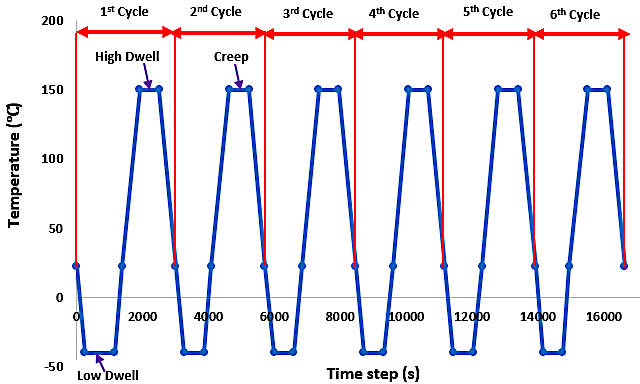 1st Cycle 2nd Cycle 3rd Cycle 4th Cycle 5th Cycle 6th Cycle
200
High Dwell Creep
150
100
50
0
-50
Temperature (℃)
0 2000 4000 6000 8000 10000 12000 14000 16000
Low Dwell
Time step (s)